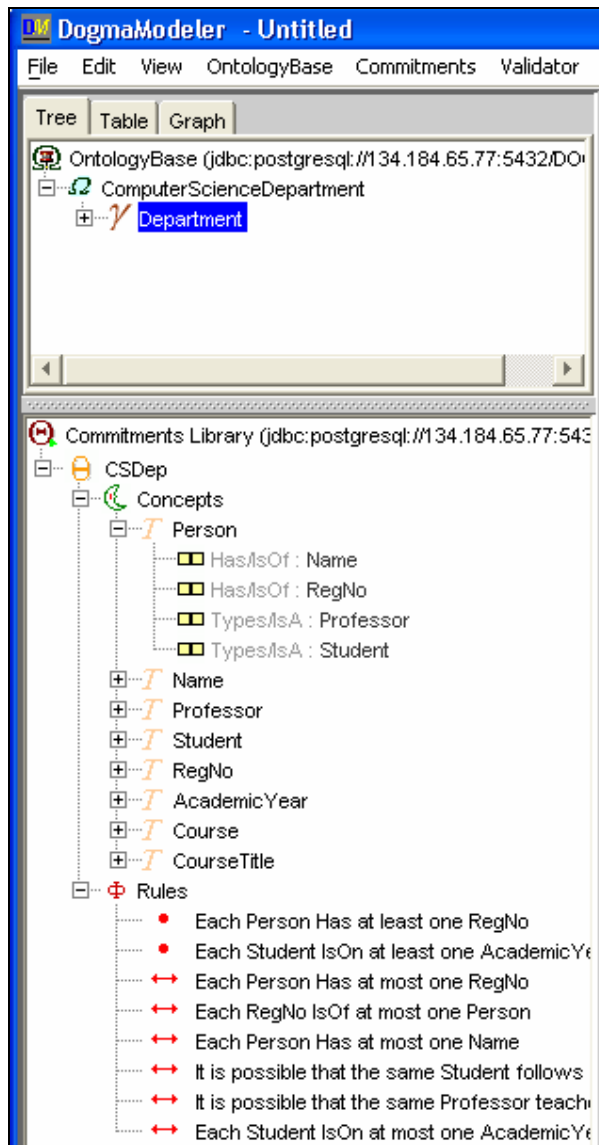 DM DogmaModeler - Untitled
File Edit View OntologyBase Commitments Validator
Tree Table Graph
OntologyBase (jdbc:postgresql://134.184.65.77:5432/DO
Ω ComputerScienceDepartment
γ Department
Commitments Library (jdbc:postgresql://134.184.65.77:543
CSDep
Concepts
T Person
Has/IsOf : Name
Has/IsOf : RegNo
Types/IsA : Professor
Types/IsA : Student
T Name
T Professor
T Student
T RegNo
T AcademicYear
T Course
T CourseTitle
Φ Rules
Each Person Has at least one RegNo
Each Student IsOn at least one AcademicYe
Each Person Has at most one RegNo
Each RegNo IsOf at most one Person
Each Person Has at most one Name
It is possible that the same Student follows
It is possible that the same Professor teach
Each Student IsOn at most one AcademicYe